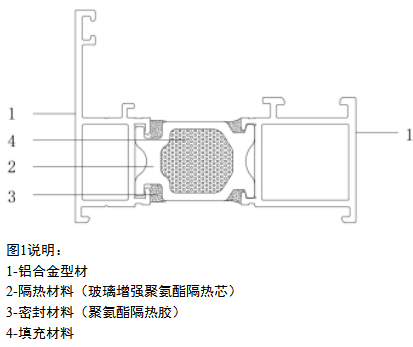 1
4
1
2
3
图1说明：
1-铝合金型材
2-隔热材料（玻璃增强聚氨酯隔热芯）
3-密封材料（聚氨酯隔热胶）
4-填充材料